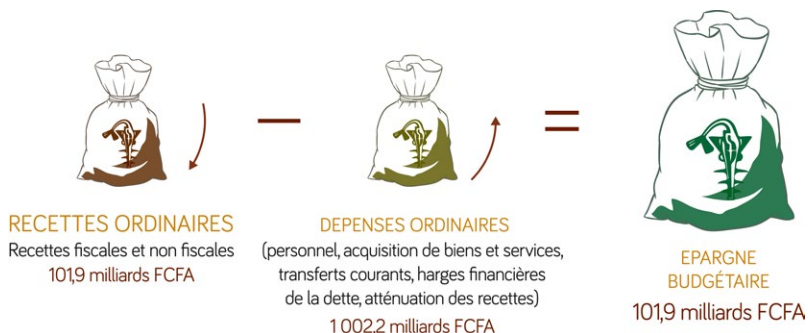 RECETTES ORDINAIRES
Recettes fiscales et non fiscales
101,9 milliards FCFA
DEPENSES ORDINAIRES
(personnel, acquisition de biens et services,
transferts courants, harges financières
de la dette, atténuation des recettes)
1 002,2 milliards FCFA
EPARGNE
BUDGÉTAIRE
101,9 milliards FCFA